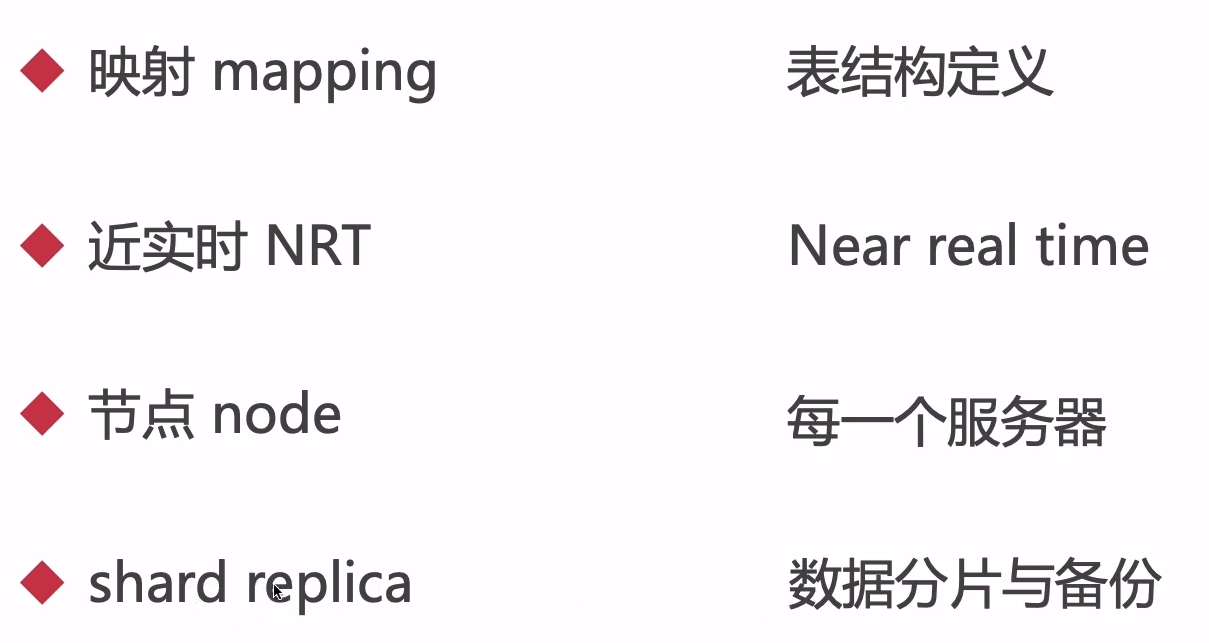 映射 mapping 表结构定义
近实时 NRT Near real time
节点 node 每一个服务器
shard replica 数据分片与备份